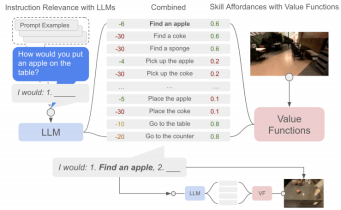 Instruction Relevance with LLMs
Combined
Skill Affordances with Value Functions
Prompt Examples
How would you put
an apple on the
table?
I would: 1. ____
LLM
-6 Find an apple 0.6
-30 Find a coke 0.6
-30 Find a sponge 0.6
-4 Pick up the apple 0.2
-30 Pick up the coke 0.2
... ... ...
-5 Place the apple 0.1
-30 Place the coke 0.1
-10 Go to the table 0.8
-20 Go to the counter 0.8
Value
Functions
I would: 1. Find an apple, 2. ___
LLM
VF